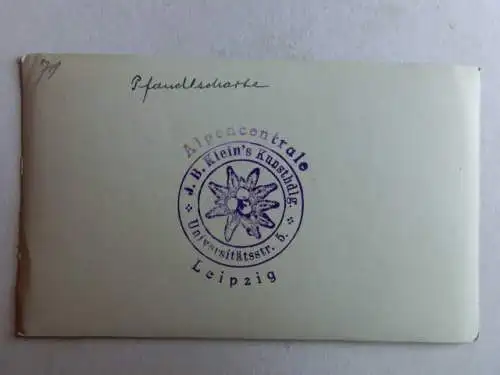 Pfandlscharte
Alpencentrale
J. B. Klein's Kunsthdlg.
Universitätsstr. 5.
Leipzig